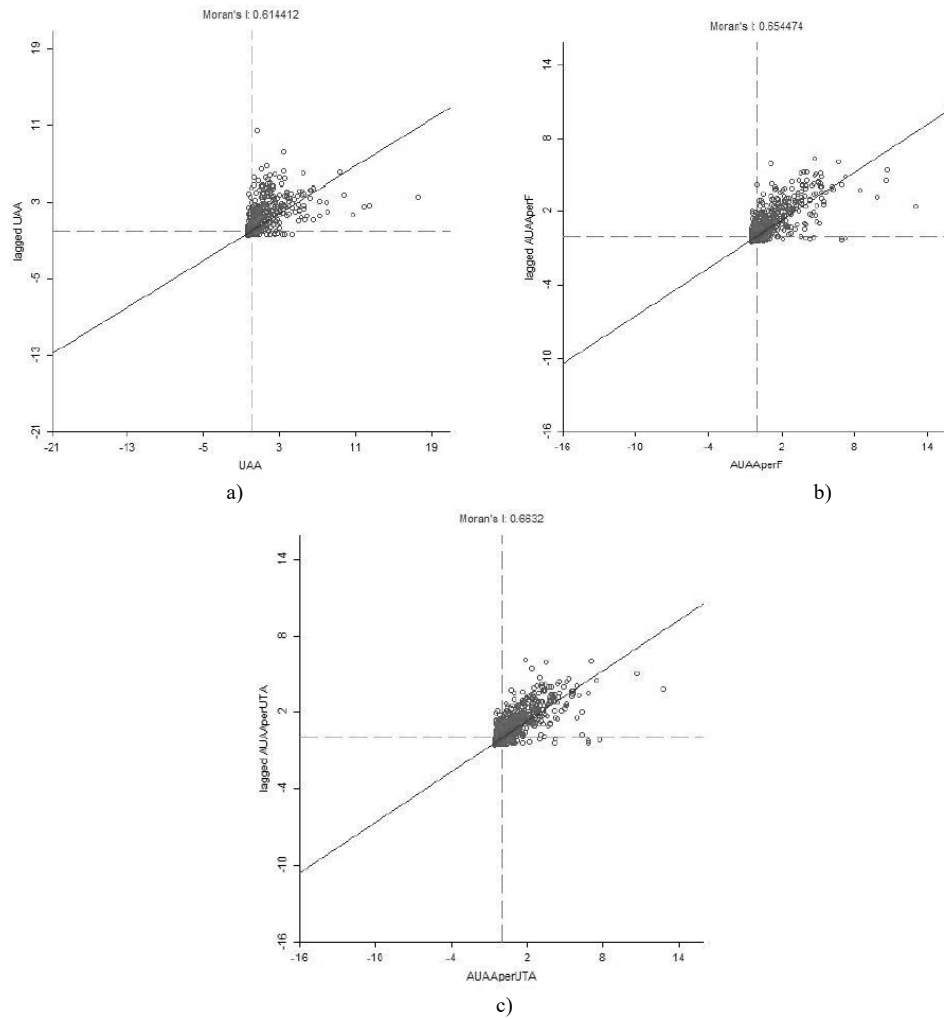 Moran's I: 0.614412
19
11
3
-5
-13
-21
lagged UAA
-21 -13 -5 3 11 19
UAA
a)
Moran's I: 0.654474
14
8
2
-4
-10
-16
lagged AUAAperF
-16 -10 -4 2 8 14
AUAAperF
b)
Moran's I: 0.6632
14
8
2
-4
-10
-16
lagged AUAAperUTA
-16 -10 -4 2 8 14
AUAAperUTA
c)